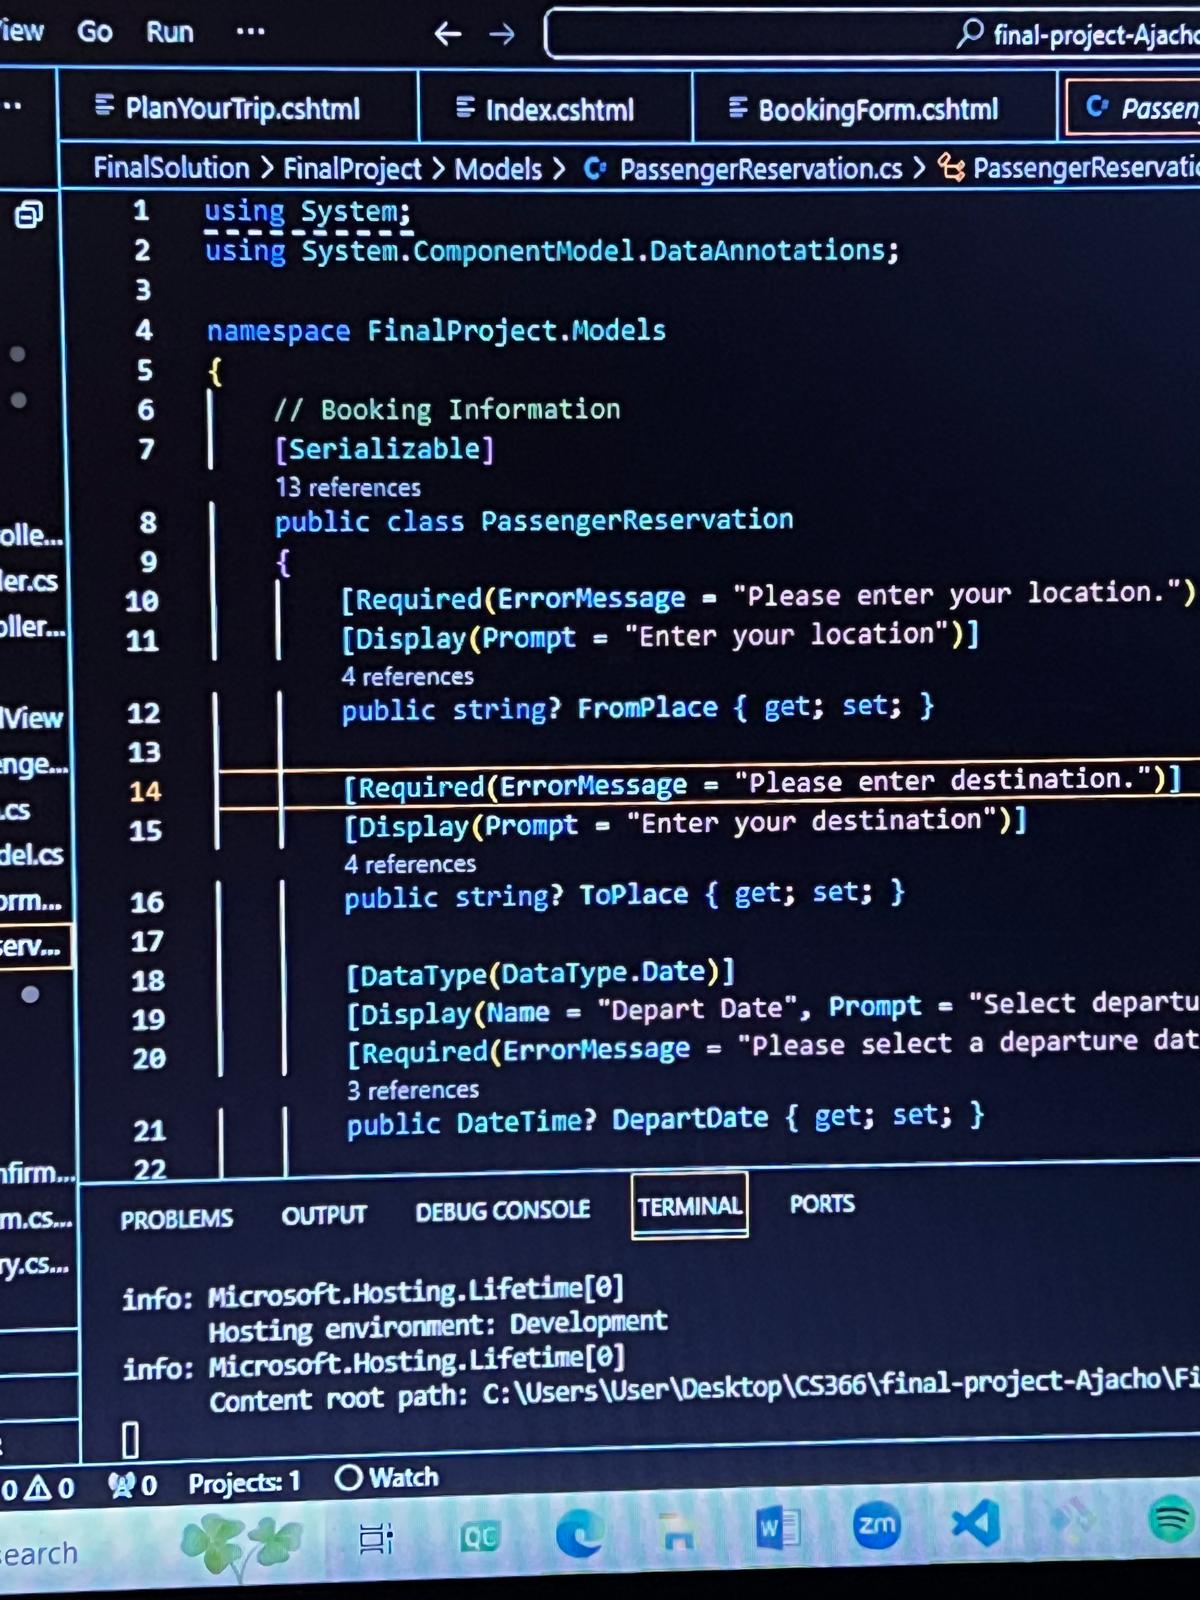 View Go Run ··· final-project-Ajacho
PlanYourTrip.cshtml Index.cshtml BookingForm.cshtml Passeng
FinalSolution > FinalProject > Models > PassengerReservation.cs > PassengerReservatio
1 using System;
2 using System.ComponentModel.DataAnnotations;
3
4 namespace FinalProject.Models
5 {
6 // Booking Information
7 [Serializable]
13 references
8 public class PassengerReservation
9 {
10 [Required(ErrorMessage = "Please enter your location.")
11 [Display(Prompt = "Enter your location")]
4 references
12 public string? FromPlace { get; set; }
13
14 [Required(ErrorMessage = "Please enter destination.")]
15 [Display(Prompt = "Enter your destination")]
4 references
16 public string? ToPlace { get; set; }
17
18 [DataType(DataType.Date)]
19 [Display(Name = "Depart Date", Prompt = "Select departu
20 [Required(ErrorMessage = "Please select a departure dat
3 references
21 public DateTime? DepartDate { get; set; }
22
olle...
ler.cs
oller...
lView
enge...
.cs
del.cs
orm...
serv...
nfirm...
m.cs...
ry.cs...
PROBLEMS OUTPUT DEBUG CONSOLE TERMINAL PORTS
info: Microsoft.Hosting.Lifetime[0]
Hosting environment: Development
info: Microsoft.Hosting.Lifetime[0]
Content root path: C:\Users\User\Desktop\CS366\final-project-Ajacho\Fi
0 0 0 Projects: 1 Watch
search QC W zm